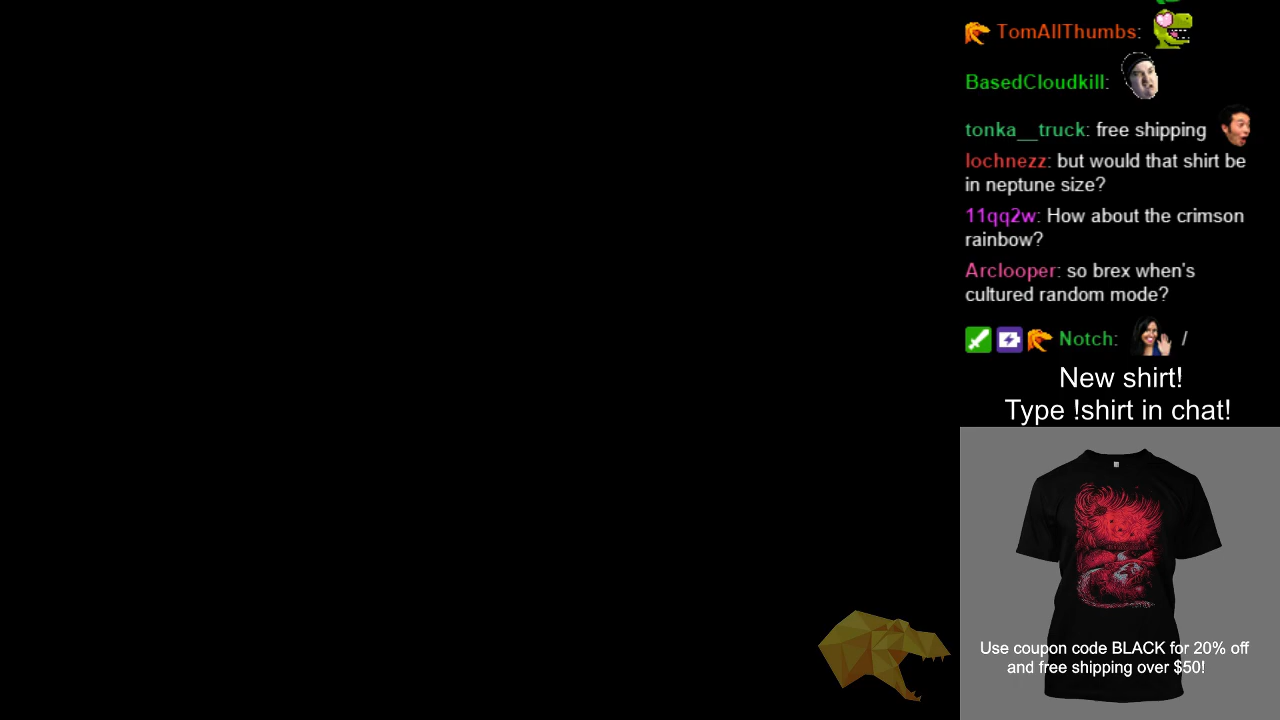 TomAllThumbs:
BasedCloudkill:
tonka__truck: free shipping
lochnezz: but would that shirt be
in neptune size?
11qq2w: How about the crimson
rainbow?
Arclooper: so brex when's
cultured random mode?
Notch: /
New shirt!
Type !shirt in chat!
Use coupon code BLACK for 20% off
and free shipping over $50!